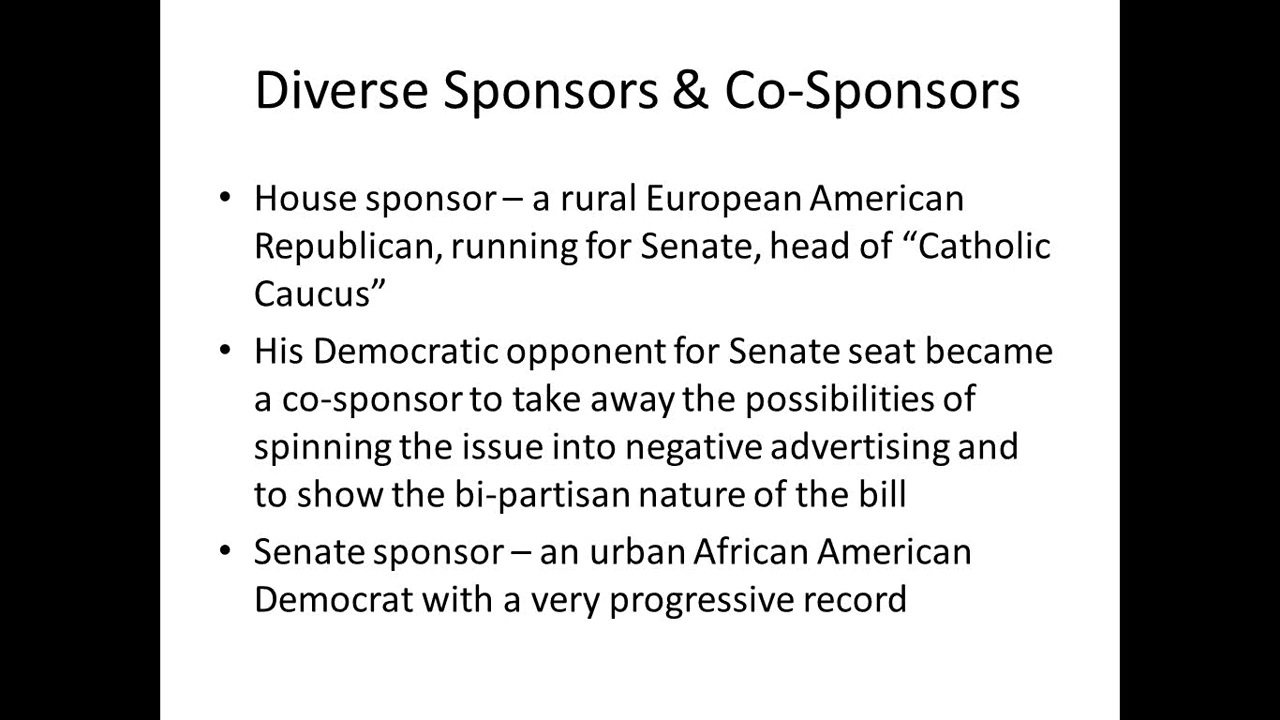 Diverse Sponsors & Co-Sponsors
• House sponsor – a rural European American
Republican, running for Senate, head of “Catholic
Caucus”
• His Democratic opponent for Senate seat became
a co-sponsor to take away the possibilities of
spinning the issue into negative advertising and
to show the bi-partisan nature of the bill
• Senate sponsor – an urban African American
Democrat with a very progressive record